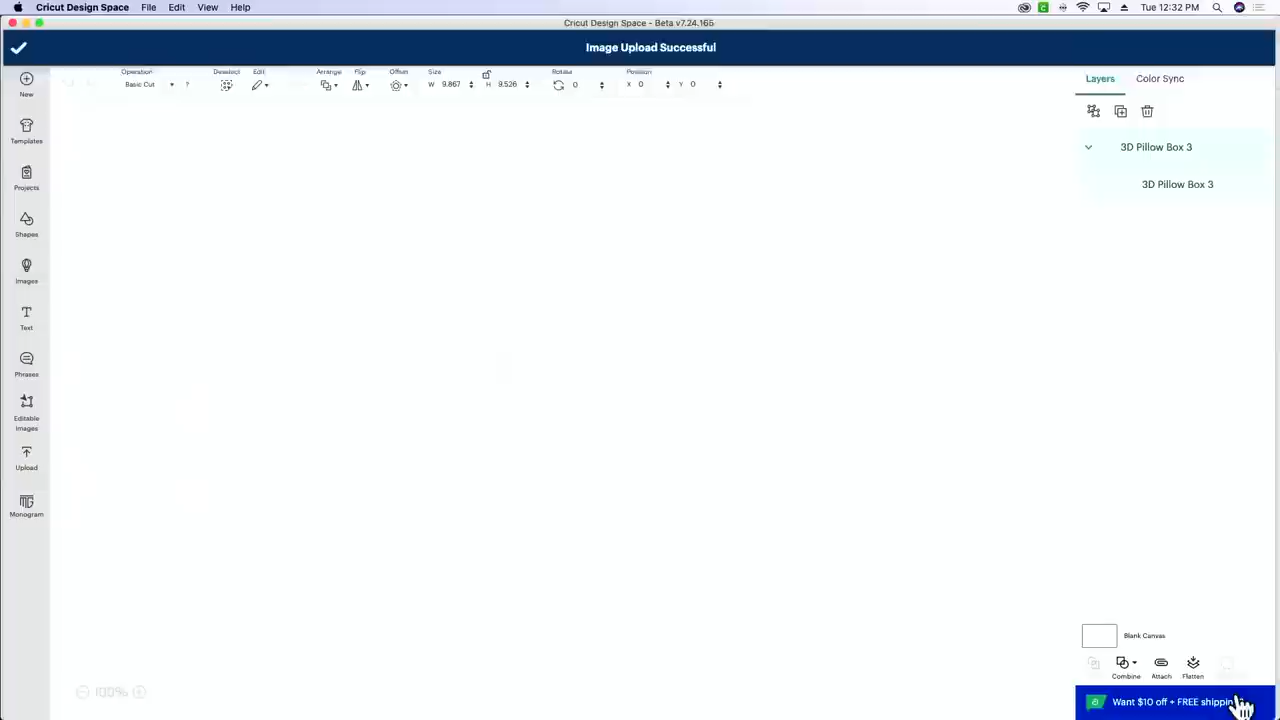 Cricut Design Space File Edit View Help Tue 12:32 PM
Cricut Design Space - Beta v7.24.165
Image Upload Successful
Operation Deselect Edit Arrange Flip Offset Size Rotate Position
Basic Cut ? W 9.867 H 9.526 0 X 0 Y 0
Layers Color Sync
New
Templates
Projects
Shapes
Images
Text
Phrases
Editable
Images
Upload
Monogram
3D Pillow Box 3
3D Pillow Box 3
Blank Canvas
Combine Attach Flatten
100%
Want $10 off + FREE shipping